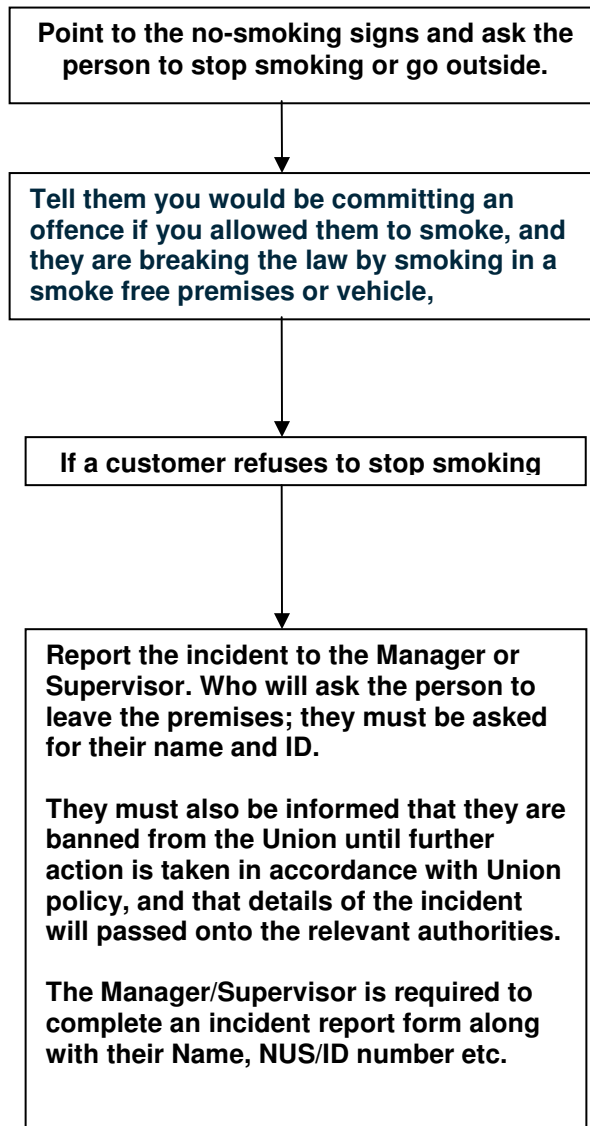 Point to the no-smoking signs and ask the
person to stop smoking or go outside.
Tell them you would be committing an
offence if you allowed them to smoke, and
they are breaking the law by smoking in a
smoke free premises or vehicle,
If a customer refuses to stop smoking
Report the incident to the Manager or
Supervisor. Who will ask the person to
leave the premises; they must be asked
for their name and ID.
They must also be informed that they are
banned from the Union until further
action is taken in accordance with Union
policy, and that details of the incident
will passed onto the relevant authorities.
The Manager/Supervisor is required to
complete an incident report form along
with their Name, NUS/ID number etc.